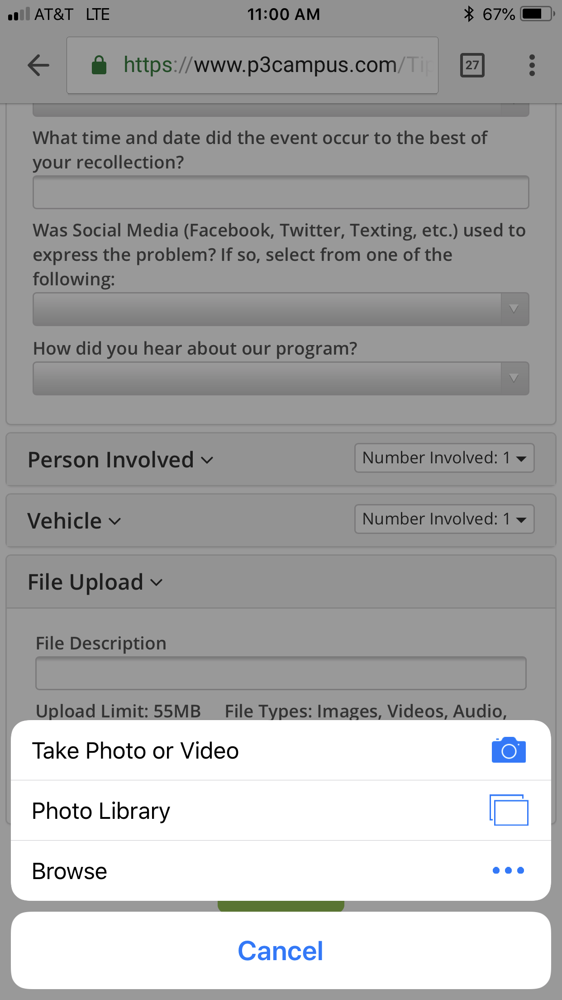 AT&T LTE 11:00 AM 67%
https://www.p3campus.com/Tip
27
What time and date did the event occur to the best of
your recollection?
Was Social Media (Facebook, Twitter, Texting, etc.) used to
express the problem? If so, select from one of the
following:
How did you hear about our program?
Person Involved
Number Involved: 1
Vehicle
Number Involved: 1
File Upload
File Description
Upload Limit: 55MB File Types: Images, Videos, Audio,
Take Photo or Video
Photo Library
Browse
Cancel